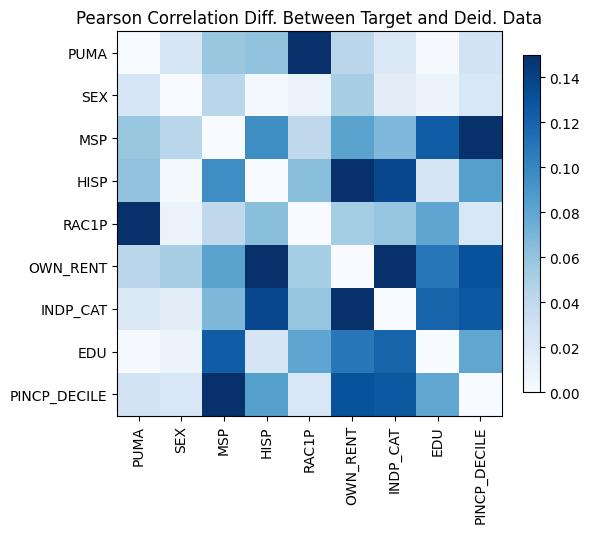 Pearson Correlation Diff. Between Target and Deid. Data
PUMA
SEX
MSP
HISP
RAC1P
OWN_RENT
INDP_CAT
EDU
PINCP_DECILE
PUMA
SEX
MSP
HISP
RAC1P
OWN_RENT
INDP_CAT
EDU
PINCP_DECILE
0.14
0.12
0.10
0.08
0.06
0.04
0.02
0.00